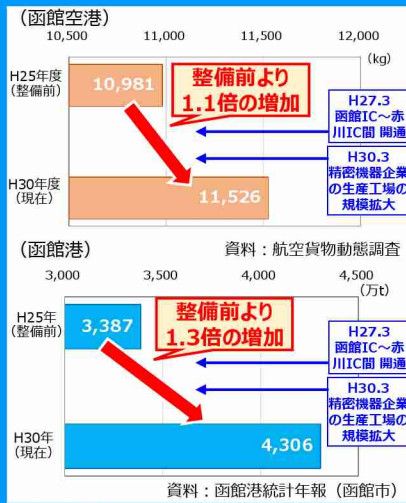 (函館空港)
10,500 11,000 11,500 12,000
(kg)
H25年度
(整備前)
10,981
整備前より
1.1倍の増加
H27.3
函館IC～赤
川IC間 開通
H30.3
精密機器企業
の生産工場の
規模拡大
H30年度
(現在)
11,526
資料：航空貨物動態調査
(函館港)
3,000 3,500 4,000 4,500
(万t)
H25年
(整備前)
3,387
整備前より
1.3倍の増加
H27.3
函館IC～赤
川IC間 開通
H30.3
精密機器企業
の生産工場の
規模拡大
H30年
(現在)
4,306
資料：函館港統計年報（函館市）